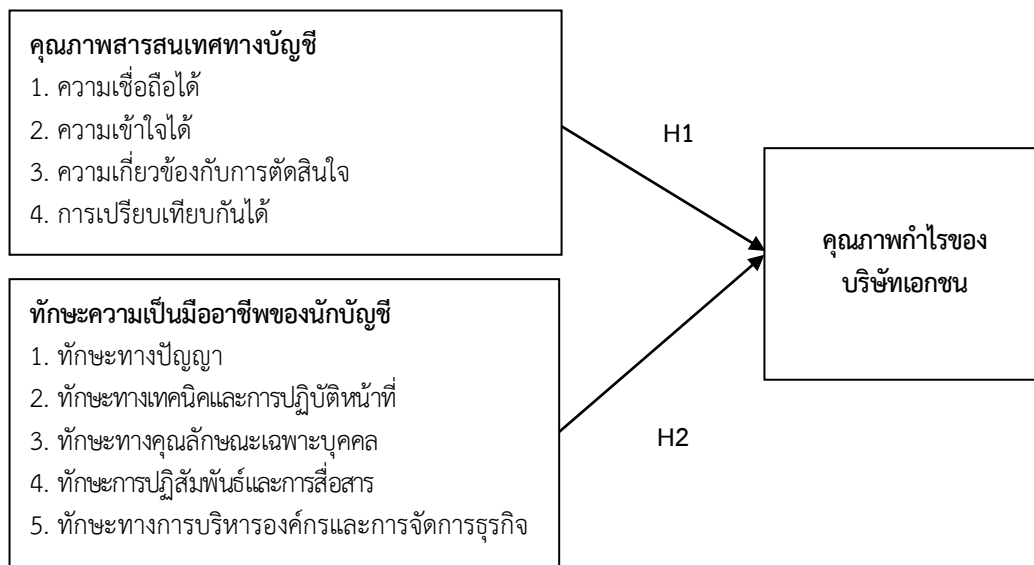 คุณภาพสารสนเทศทางบัญชี
1. ความเชื่อถือได้
2. ความเข้าใจได้
3. ความเกี่ยวข้องกับการตัดสินใจ
4. การเปรียบเทียบกันได้
H1
คุณภาพกำไรของ
บริษัทเอกชน
ทักษะความเป็นมืออาชีพของนักบัญชี
1. ทักษะทางปัญญา
2. ทักษะทางเทคนิคและการปฏิบัติหน้าที่
3. ทักษะทางคุณลักษณะเฉพาะบุคคล
4. ทักษะการปฏิสัมพันธ์และการสื่อสาร
5. ทักษะทางการบริหารองค์กรและการจัดการธุรกิจ
H2